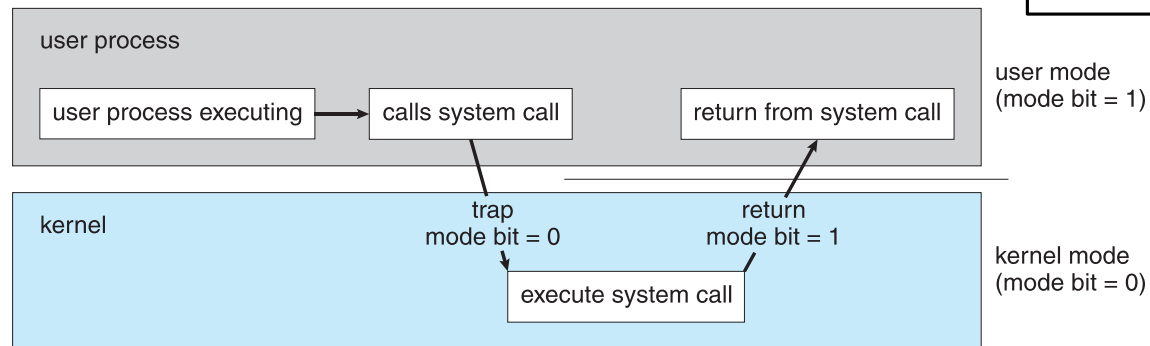 user process
user process executing
calls system call
return from system call
user mode
(mode bit = 1)
kernel
trap
mode bit = 0
return
mode bit = 1
execute system call
kernel mode
(mode bit = 0)